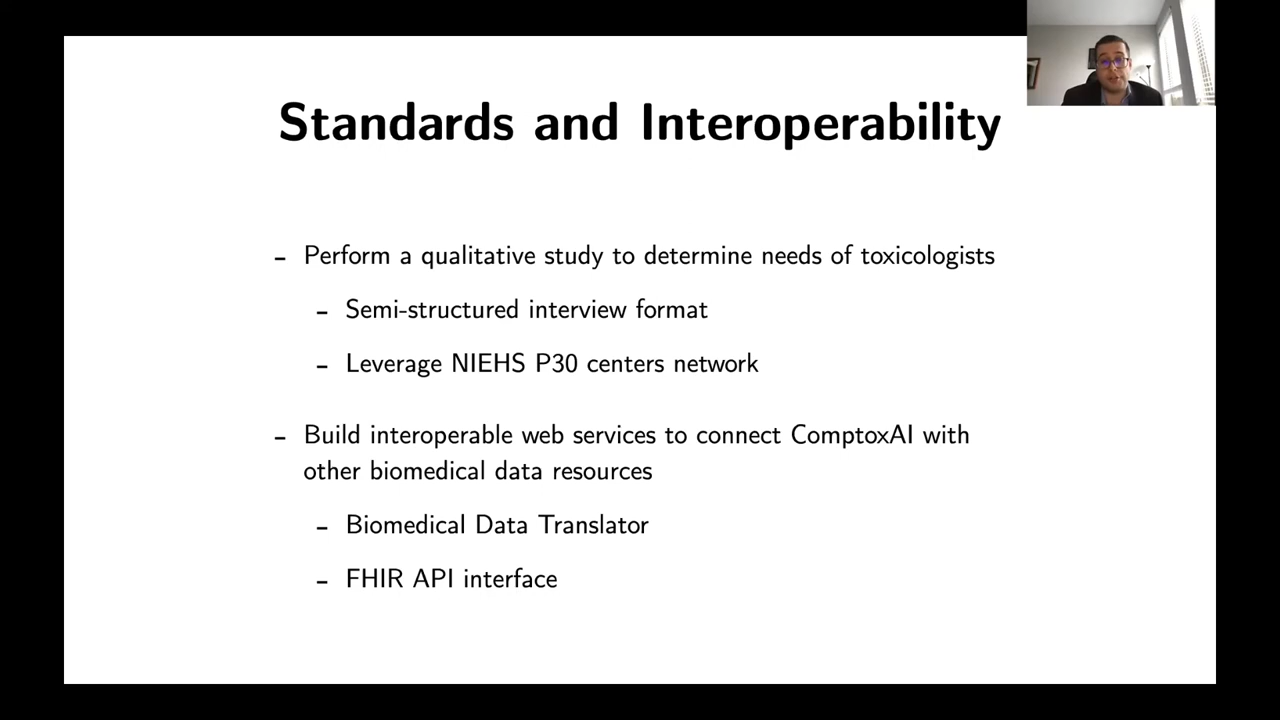 Standards and Interoperability
- Perform a qualitative study to determine needs of toxicologists
- Semi-structured interview format
- Leverage NIEHS P30 centers network
- Build interoperable web services to connect ComptoxAI with
other biomedical data resources
- Biomedical Data Translator
- FHIR API interface